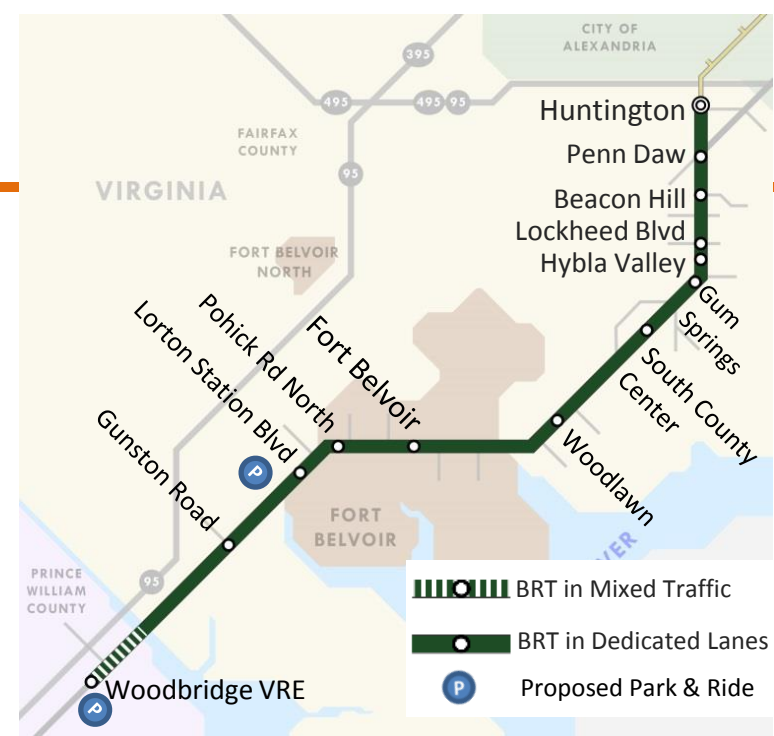 CITY OF
ALEXANDRIA
395
495
495 95
Huntington
FAIRFAX
COUNTY
Penn Daw
95
VIRGINIA
Beacon Hill
Lockheed Blvd
FORT BELVOIR
NORTH
Hybla Valley
Gum
Springs
South County
Center
Woodlawn
Fort Belvoir
Pohick Rd North
Lorton Station Blvd
P
Gunston Road
FORT
BELVOIR
VER
PRINCE
WILLIAM
COUNTY
95
Woodbridge VRE
P
BRT in Mixed Traffic
BRT in Dedicated Lanes
P Proposed Park & Ride